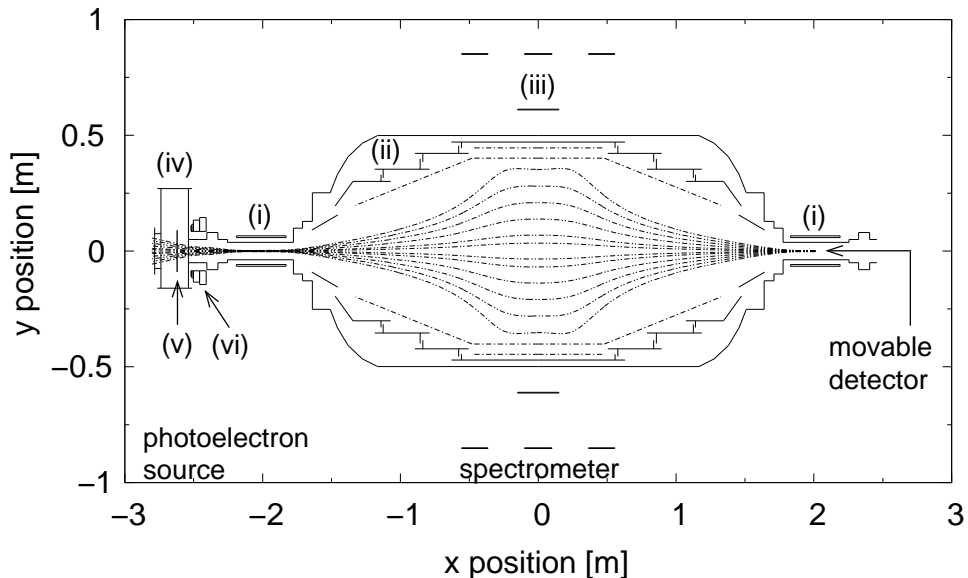 1
0.5
0
−0.5
−1
y position [m]
(iii)
(ii)
(iv)
(i)
(i)
(v)
(vi)
movable
detector
photoelectron
source
spectrometer
−3
−2
−1
0
1
2
3
x position [m]